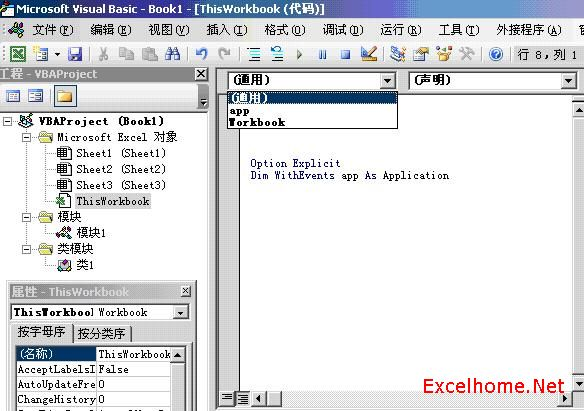 Microsoft Visual Basic - Book1 - [ThisWorkbook (代码)]
文件(F) 编辑(E) 视图(V) 插入(I) 格式(O) 调试(D) 运行(R) 工具(T) 外接程序(A)
行 8, 列 1
工程 - VBAProject
VBAProject (Book1)
Microsoft Excel 对象
Sheet1 (Sheet1)
Sheet2 (Sheet2)
Sheet3 (Sheet3)
ThisWorkbook
模块
模块1
类模块
类1
属性 - ThisWorkbook
ThisWorkbool Workbook
按字母序 按分类序
(名称) ThisWorkbook
AcceptLabelsI False
AutoUpdateFre 0
ChangeHistory 0
(通用) (声明)
(通用)
app
Workbook
Option Explicit
Dim WithEvents app As Application
Excelhome.Net